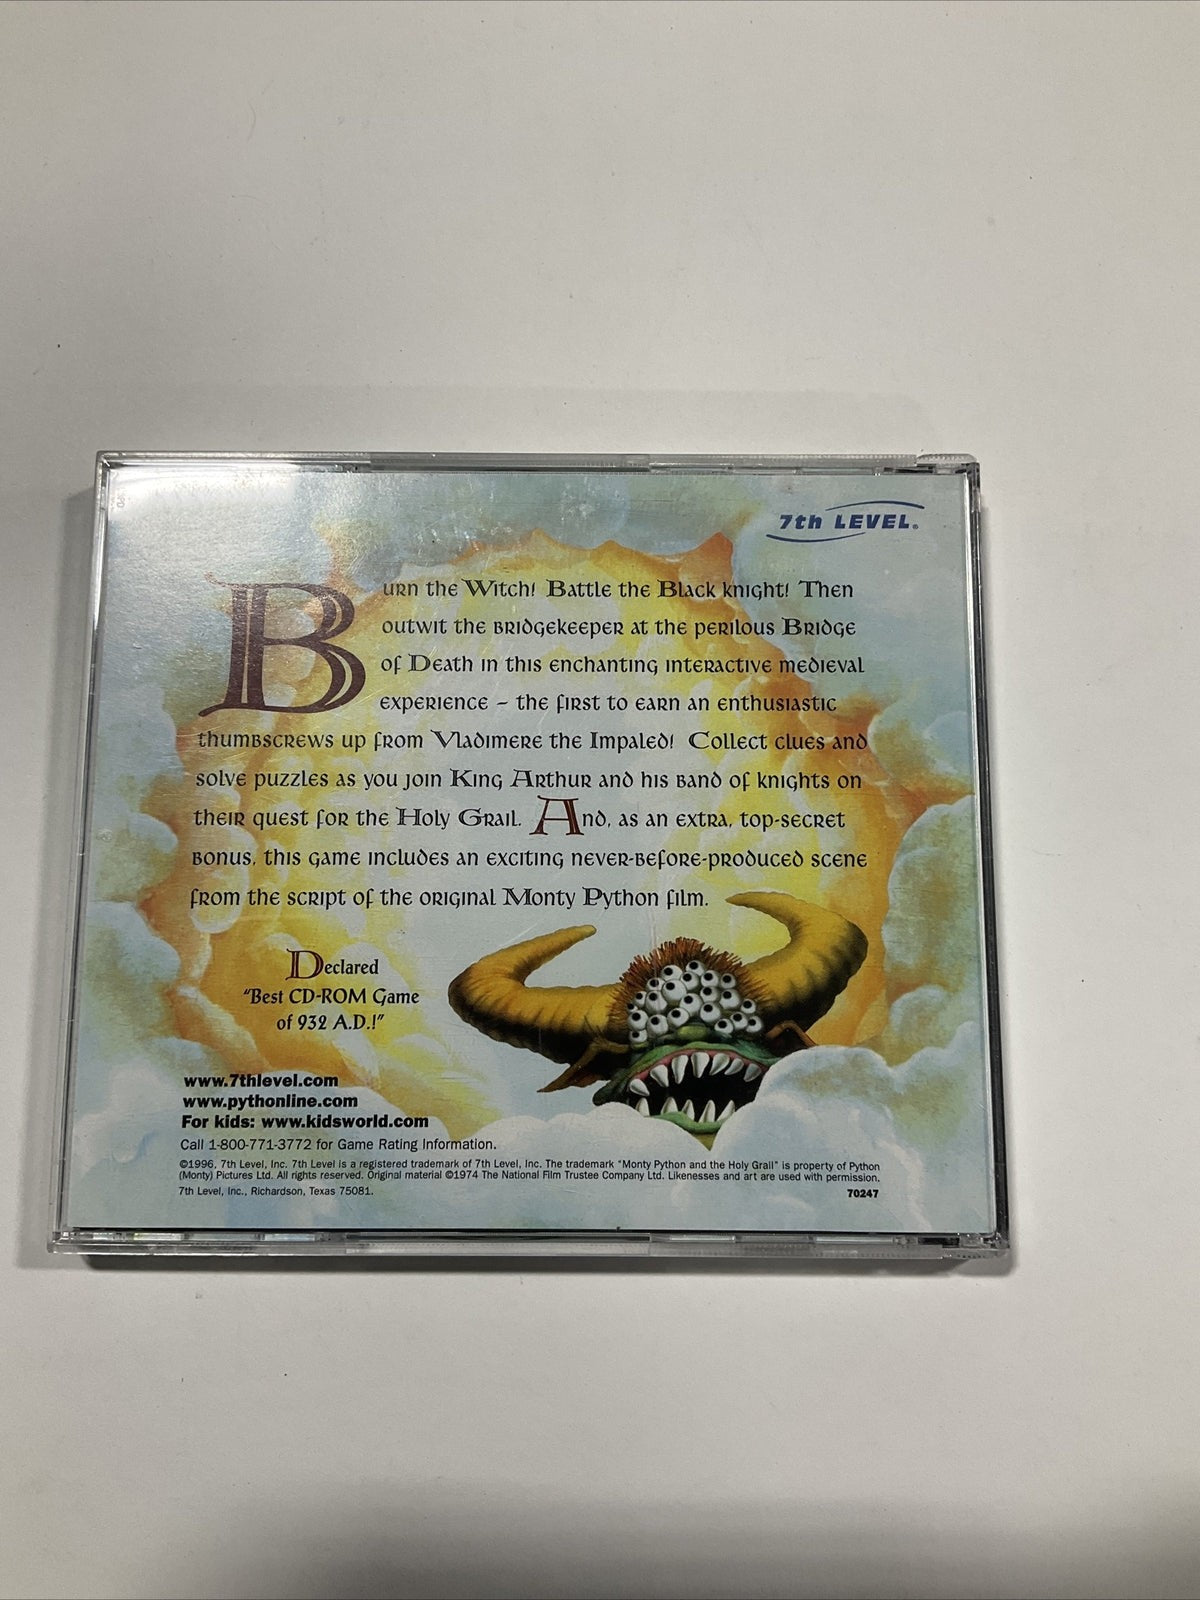 7th LEVEL®
Burn the Witch! Battle the Black knight! Then
outwit the bridgekeeper at the perilous Bridge
of Death in this enchanting interactive medieval
experience – the first to earn an enthusiastic
thumbscrews up from Vladimere the Impaled! Collect clues and
solve puzzles as you join King Arthur and his band of knights on
their quest for the Holy Grail. And, as an extra, top-secret
bonus, this game includes an exciting never-before-produced scene
from the script of the original Monty Python film.
Declared
"Best CD-ROM Game
of 932 A.D.!"
www.7thlevel.com
www.pythonline.com
For kids: www.kidsworld.com
Call 1-800-771-3772 for Game Rating Information.
©1996, 7th Level, Inc. 7th Level is a registered trademark of 7th Level, Inc. The trademark "Monty Python and the Holy Grail" is property of Python
(Monty) Pictures Ltd. All rights reserved. Original material ©1974 The National Film Trustee Company Ltd. Likenesses and art are used with permission.
7th Level, Inc., Richardson, Texas 75081.
70247